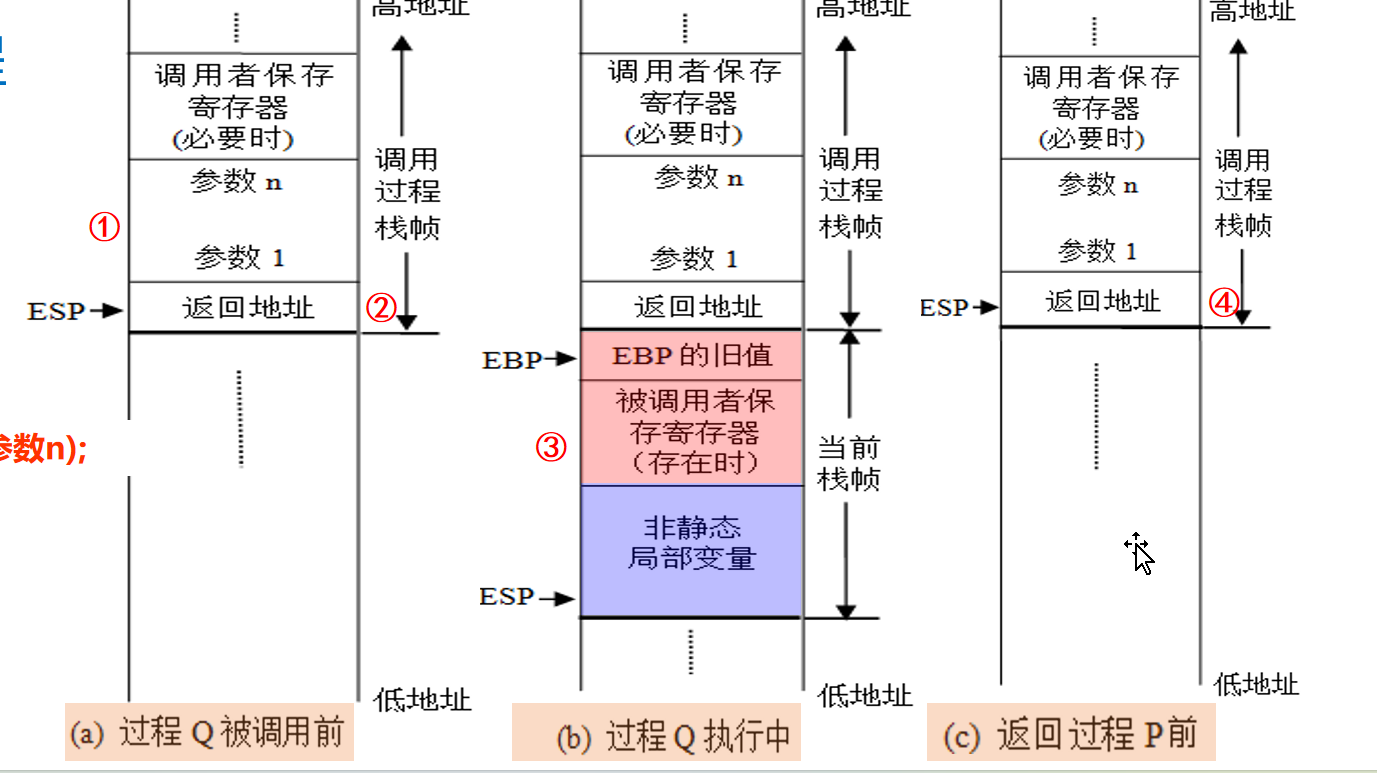 高地址
调用者保存
寄存器
(必要时)
参数 n
①
参数 1
ESP
返回地址
②
调用
过程
栈帧
参数n);
低地址
(a) 过程 Q 被调用前
高地址
调用者保存
寄存器
(必要时)
参数 n
参数 1
返回地址
调用
过程
栈帧
EBP
EBP 的旧值
被调用者保
存寄存器
(存在时)
③
非静态
局部变量
ESP
当前
栈帧
低地址
(b) 过程 Q 执行中
高地址
调用者保存
寄存器
(必要时)
参数 n
参数 1
ESP
返回地址
④
调用
过程
栈帧
低地址
(c) 返回过程 P 前